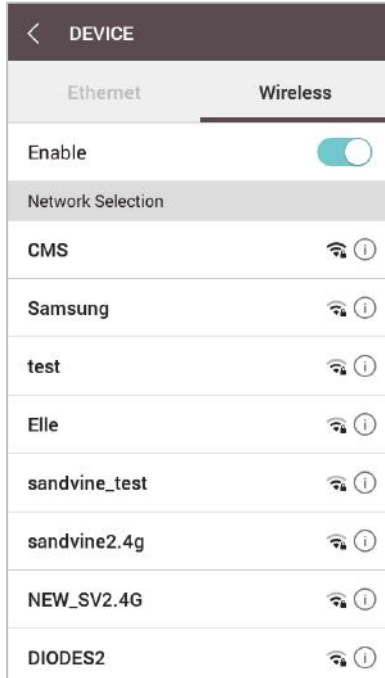 DEVICE
Ethernet Wireless
Enable
Network Selection
CMS
Samsung
test
Elle
sandvine_test
sandvine2.4g
NEW_SV2.4G
DIODES2